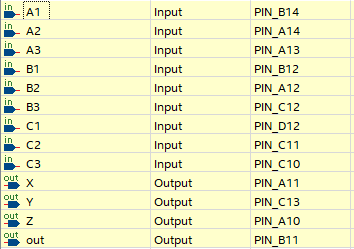 in A1 Input PIN_B14
in A2 Input PIN_A14
in A3 Input PIN_A13
in B1 Input PIN_B12
in B2 Input PIN_A12
in B3 Input PIN_C12
in C1 Input PIN_D12
in C2 Input PIN_C11
in C3 Input PIN_C10
out X Output PIN_A11
out Y Output PIN_C13
out Z Output PIN_A10
out out Output PIN_B11